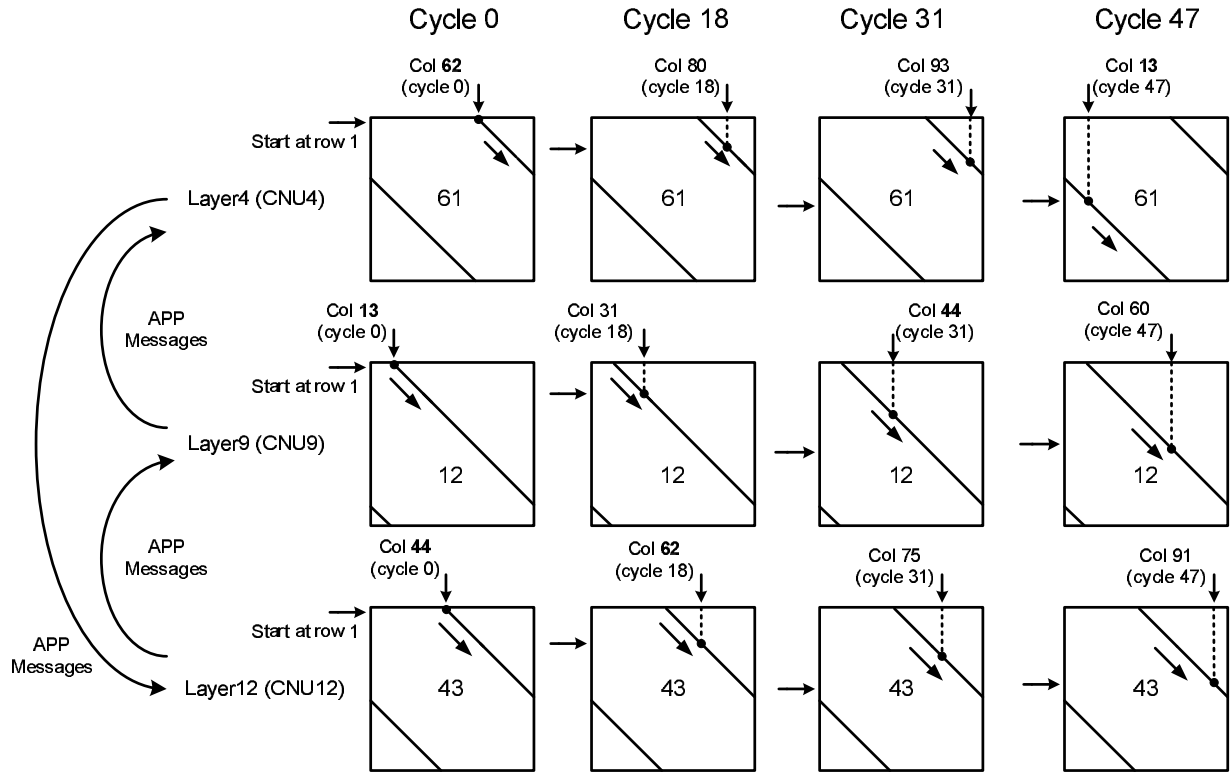 Cycle 0
Cycle 18
Cycle 31
Cycle 47
Col 62
(cycle 0)
Col 80
(cycle 18)
Col 93
(cycle 31)
Col 13
(cycle 47)
Start at row 1
Layer4 (CNU4)
61
61
61
61
APP
Messages
Col 13
(cycle 0)
Col 31
(cycle 18)
Col 44
(cycle 31)
Col 60
(cycle 47)
Start at row 1
Layer9 (CNU9)
12
12
12
12
APP
Messages
Col 44
(cycle 0)
Col 62
(cycle 18)
Col 75
(cycle 31)
Col 91
(cycle 47)
Start at row 1
APP
Messages
Layer12 (CNU12)
43
43
43
43